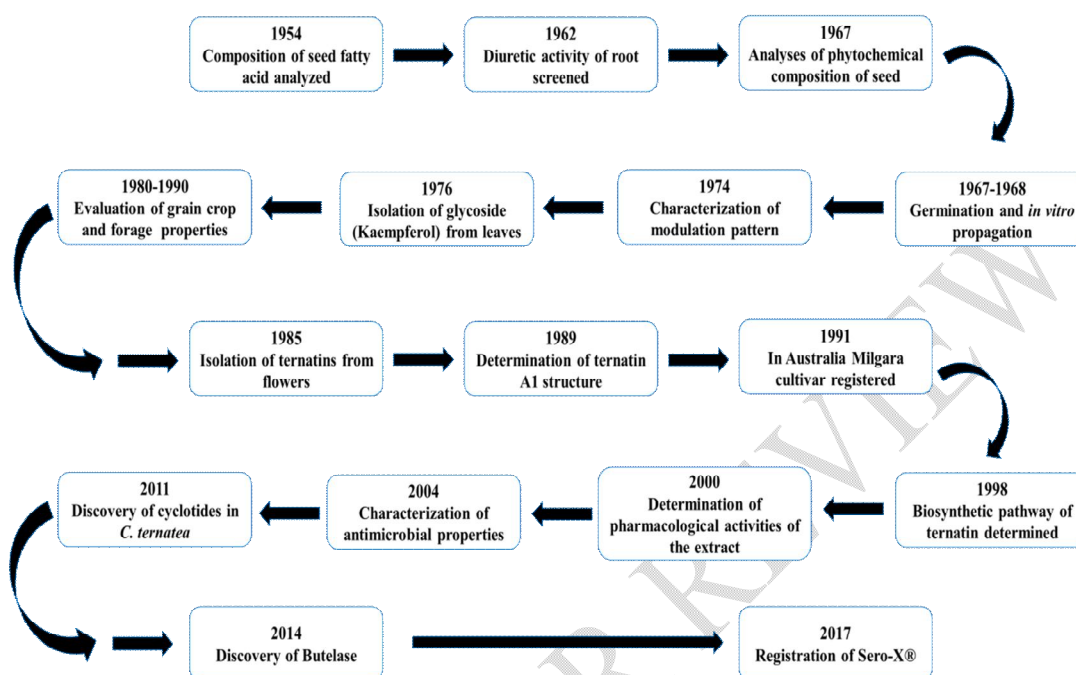 1954
Composition of seed fatty
acid analyzed
1962
Diuretic activity of root
screened
1967
Analyses of phytochemical
composition of seed
1967-1968
Germination and in vitro
propagation
1974
Characterization of
modulation pattern
1976
Isolation of glycoside
(Kaempferol) from leaves
1980-1990
Evaluation of grain crop
and forage properties
1985
Isolation of ternatins from
flowers
1989
Determination of ternatin
A1 structure
1991
In Australia Milgara
cultivar registered
1998
Biosynthetic pathway of
ternatin determined
2000
Determination of
pharmacological activities of
the extract
2004
Characterization of
antimicrobial properties
2011
Discovery of cyclotides in
C. ternatea
2014
Discovery of Butelase
2017
Registration of Sero-X®
R REVIEW